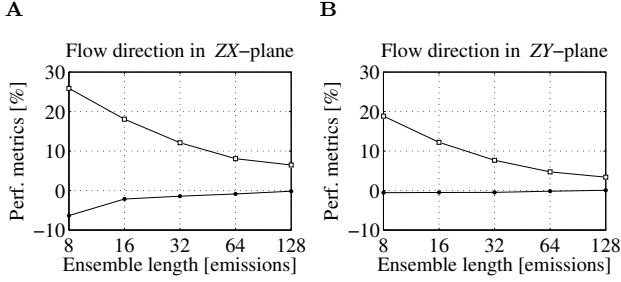 A
Flow direction in ZX−plane
Perf. metrics [%]
30
20
10
0
−10
8 16 32 64 128
Ensemble length [emissions]
B
Flow direction in ZY−plane
Perf. metrics [%]
30
20
10
0
−10
8 16 32 64 128
Ensemble length [emissions]